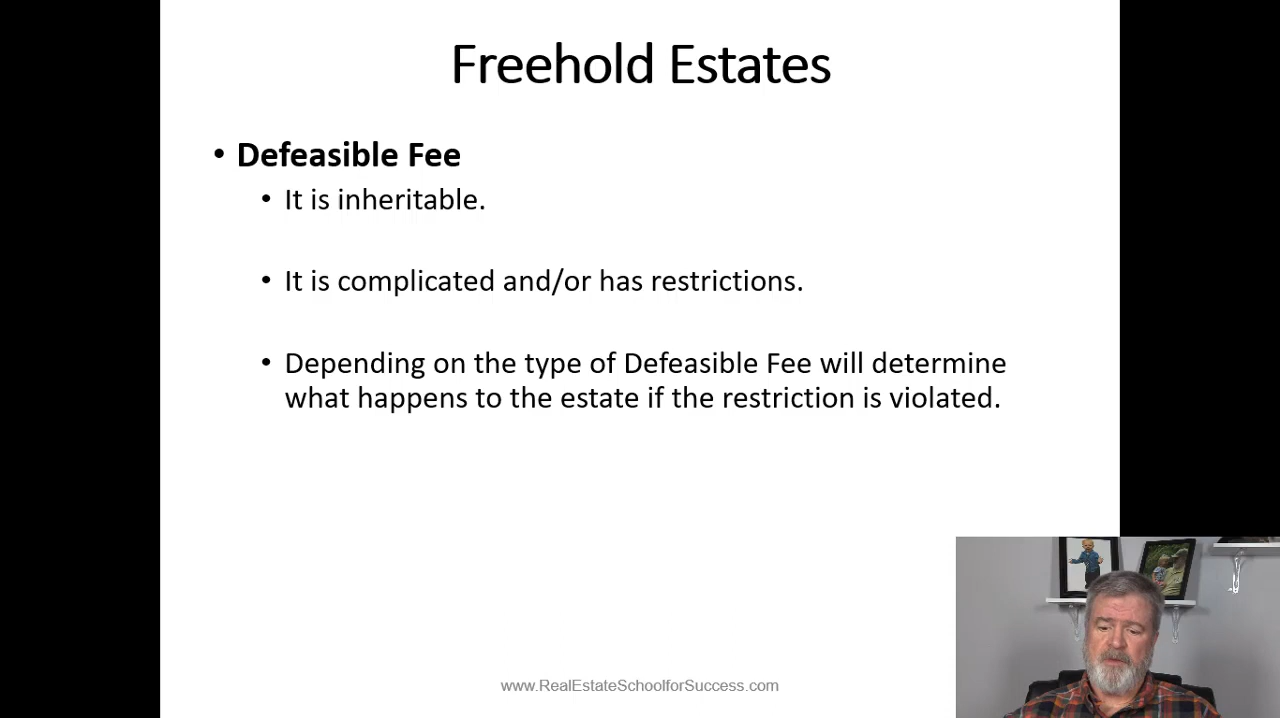 Freehold Estates
• Defeasible Fee
• It is inheritable.
• It is complicated and/or has restrictions.
• Depending on the type of Defeasible Fee will determine
what happens to the estate if the restriction is violated.
www.RealEstateSchoolforSuccess.com